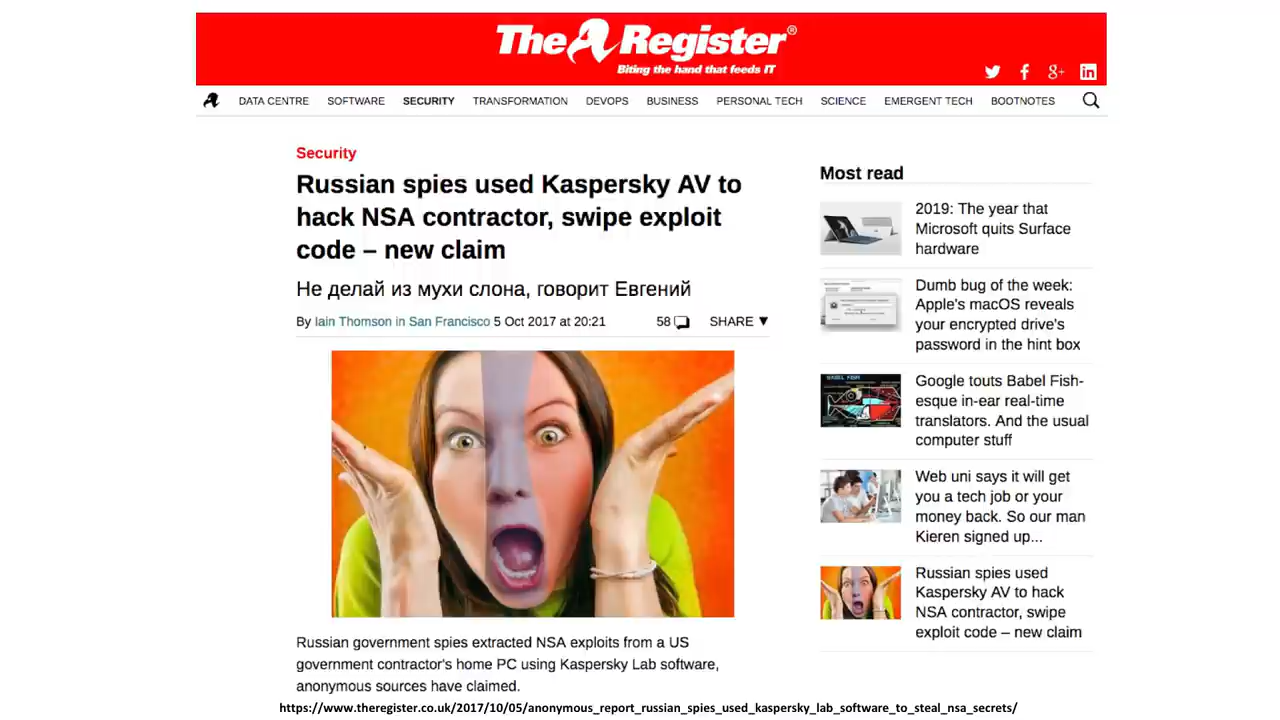 The Register®
Biting the hand that feeds IT
DATA CENTRE SOFTWARE SECURITY TRANSFORMATION DEVOPS BUSINESS PERSONAL TECH SCIENCE EMERGENT TECH BOOTNOTES
Security
Russian spies used Kaspersky AV to
hack NSA contractor, swipe exploit
code – new claim
Не делай из мухи слона, говорит Евгений
By Iain Thomson in San Francisco 5 Oct 2017 at 20:21
58
SHARE ▼
Russian government spies extracted NSA exploits from a US
government contractor's home PC using Kaspersky Lab software,
anonymous sources have claimed.
Most read
2019: The year that
Microsoft quits Surface
hardware
Dumb bug of the week:
Apple's macOS reveals
your encrypted drive's
password in the hint box
BABEL FISH
Google touts Babel Fish-
esque in-ear real-time
translators. And the usual
computer stuff
Web uni says it will get
you a tech job or your
money back. So our man
Kieren signed up...
Russian spies used
Kaspersky AV to hack
NSA contractor, swipe
exploit code – new claim
https://www.theregister.co.uk/2017/10/05/anonymous_report_russian_spies_used_kaspersky_lab_software_to_steal_nsa_secrets/